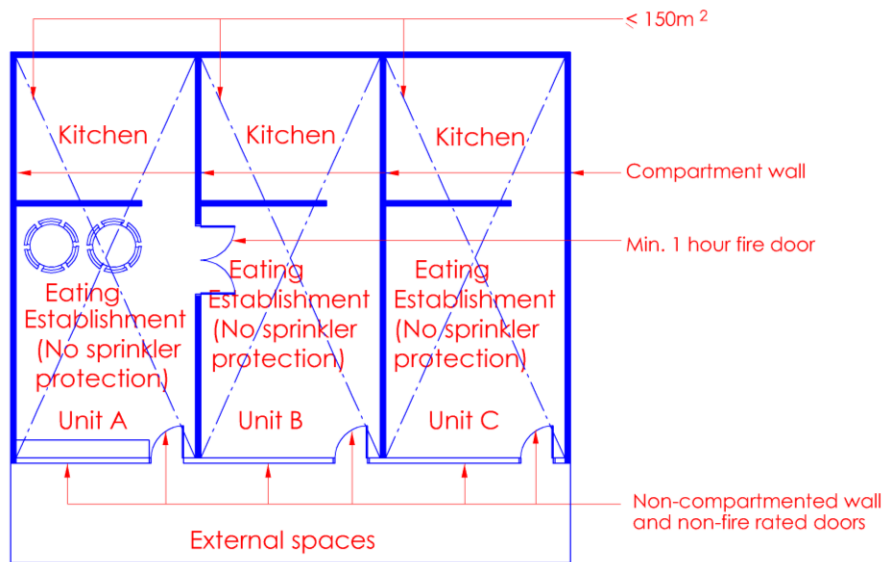 ≤ 150m ²
Kitchen
Kitchen
Kitchen
Compartment wall
Min. 1 hour fire door
Eating
Establishment
(No sprinkler
protection)
Unit A
Eating
Establishment
(No sprinkler
protection)
Unit B
Eating
Establishment
(No sprinkler
protection)
Unit C
Non-compartmented wall
and non-fire rated doors
External spaces